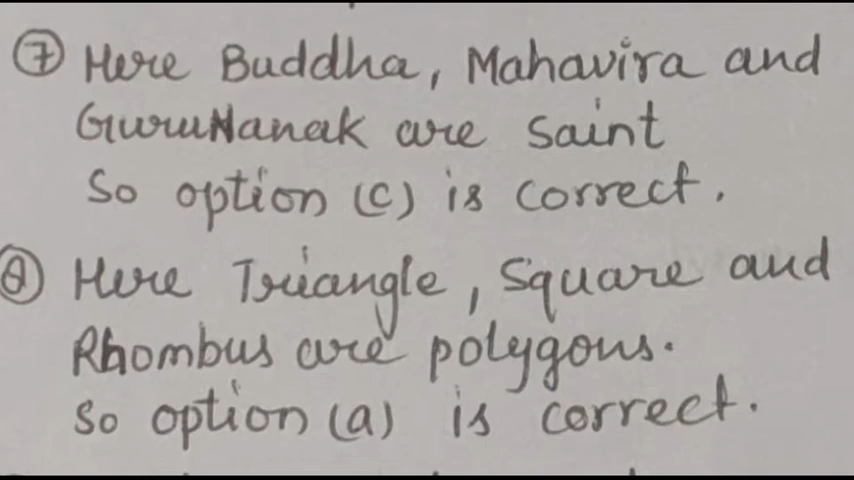 ⑦ Here Buddha, Mahavira and
GuruNanak are saint
So option (c) is correct.
⑧ Here Triangle, Square and
Rhombus are polygons.
So option (a) is correct.